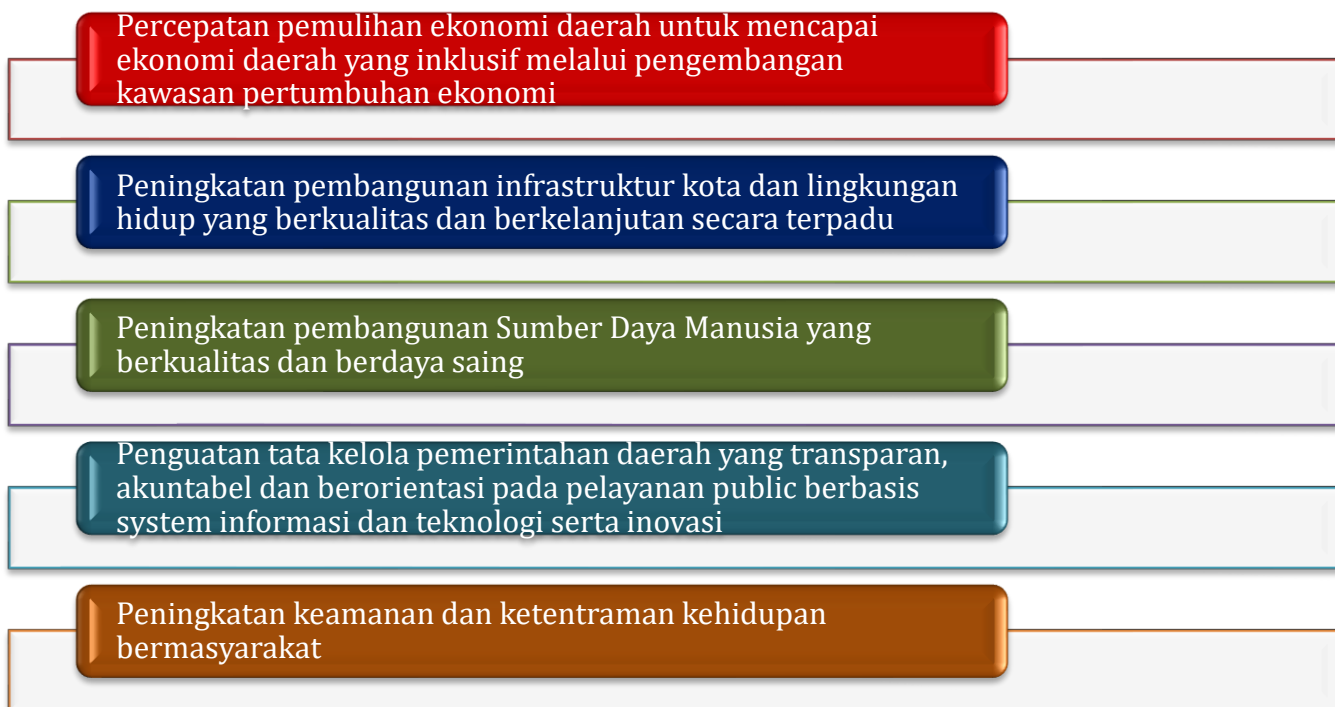 Percepatan pemulihan ekonomi daerah untuk mencapai
ekonomi daerah yang inklusif melalui pengembangan
kawasan pertumbuhan ekonomi
Peningkatan pembangunan infrastruktur kota dan lingkungan
hidup yang berkualitas dan berkelanjutan secara terpadu
Peningkatan pembangunan Sumber Daya Manusia yang
berkualitas dan berdaya saing
Penguatan tata kelola pemerintahan daerah yang transparan,
akuntabel dan berorientasi pada pelayanan public berbasis
system informasi dan teknologi serta inovasi
Peningkatan keamanan dan ketentraman kehidupan
bermasyarakat